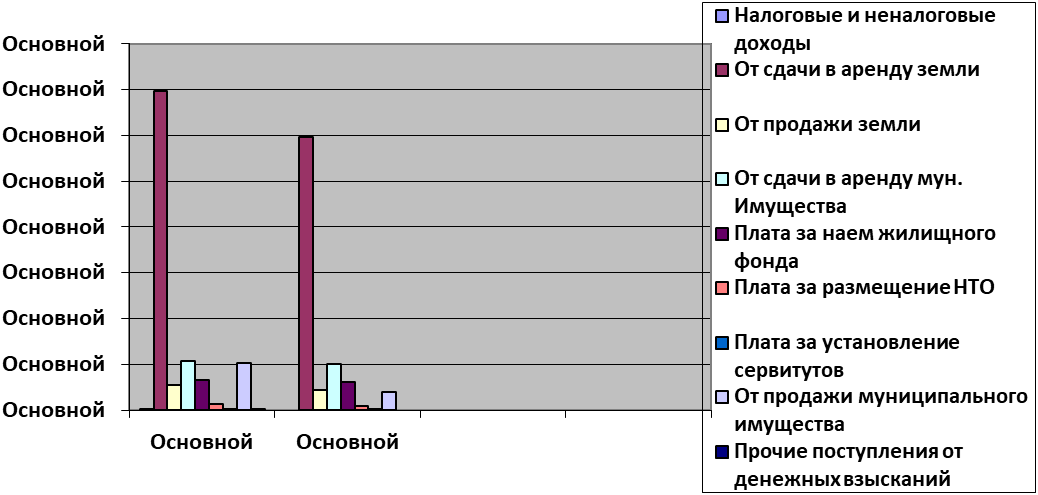 Основной
Основной
Основной
Основной
Основной
Основной
Основной
Основной
Основной
Основной Основной
Налоговые и неналоговые
доходы
От сдачи в аренду земли
От продажи земли
От сдачи в аренду мун.
Имущества
Плата за наем жилищного
фонда
Плата за размещение НТО
Плата за установление
сервитутов
От продажи муниципального
имущества
Прочие поступления от
денежных взысканий